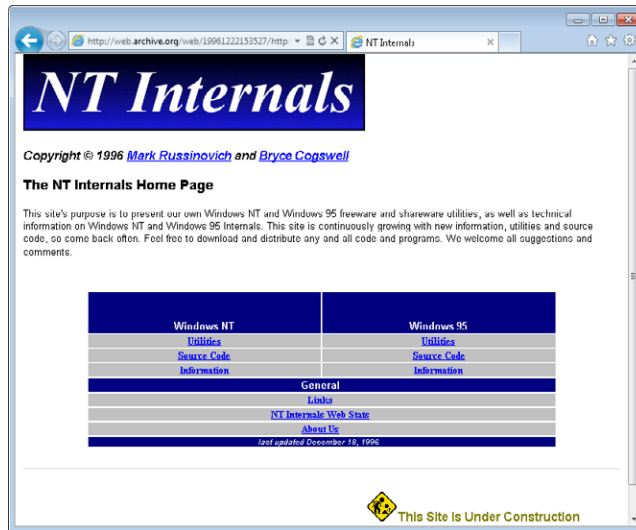 http://web.archive.org/web/19961222153527/http
NT Internals
NT Internals
Copyright © 1996 Mark Russinovich and Bryce Cogswell
The NT Internals Home Page
This site's purpose is to present our own Windows NT and Windows 95 freeware and shareware utilities, as well as technical
information on Windows NT and Windows 95 Internals. This site is continuously growing with new information, utilities and source
code, so come back often. Feel free to download and distribute any and all code and programs. We welcome all suggestions and
comments.
Windows NT Windows 95
Utilities Utilities
Source Code Source Code
Information Information
General
Links
NT Internals Web Stats
About Us
last updated December 18, 1996
This Site is Under Construction